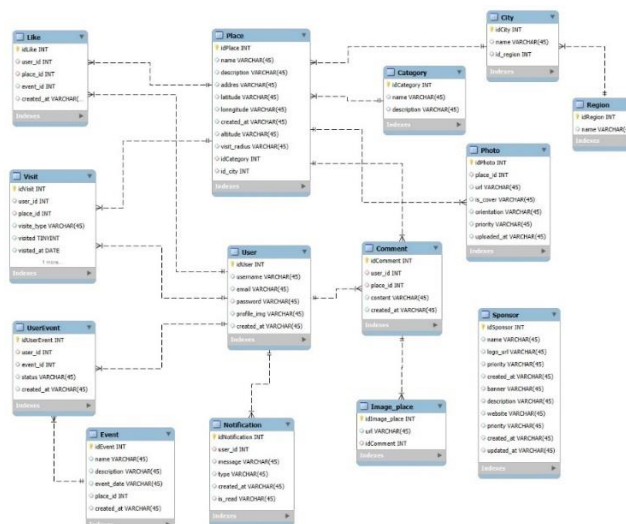 Like
idLike INT
user_id INT
place_id INT
event_id INT
created_at VARCHAR(...
Indexes
Place
idPlace INT
name VARCHAR(45)
description VARCHAR(45)
addres VARCHAR(45)
latitude VARCHAR(45)
lonngitude VARCHAR(45)
created_at VARCHAR(45)
altitude VARCHAR(45)
visit_radius VARCHAR(45)
idCategory INT
id_city INT
Indexes
City
idCity INT
name VARCHAR(45)
id_region INT
Indexes
Category
idCategory INT
name VARCHAR(45)
description VARCHAR(45)
Indexes
Region
idRegion INT
name VARCHAR(45)
Indexes
Photo
idPhoto INT
place_id INT
url VARCHAR(45)
is_cover VARCHAR(45)
orientation VARCHAR(45)
priority VARCHAR(45)
uploaded_at VARCHAR(45)
Indexes
Visit
idVisit INT
user_id INT
place_id INT
visite_type VARCHAR(45)
visited TINYINT
visited_at DATE
1 more...
Indexes
User
idUser INT
username VARCHAR(45)
email VARCHAR(45)
password VARCHAR(45)
profile_img VARCHAR(45)
created_at VARCHAR(45)
Indexes
Comment
idComment INT
user_id INT
place_id INT
content VARCHAR(45)
created_at VARCHAR(45)
Indexes
Sponsor
idSponsor INT
name VARCHAR(45)
logo_url VARCHAR(45)
priority VARCHAR(45)
created_at VARCHAR(45)
banner VARCHAR(45)
description VARCHAR(45)
website VARCHAR(45)
priority VARCHAR(45)
created_at VARCHAR(45)
updated_at VARCHAR(45)
Indexes
UserEvent
idUserEvent INT
user_id INT
event_id INT
status VARCHAR(45)
created_at VARCHAR(45)
Indexes
Event
idEvent INT
name VARCHAR(45)
description VARCHAR(45)
event_date VARCHAR(45)
place_id INT
created_at VARCHAR(45)
Indexes
Notification
idNotification INT
user_id INT
message VARCHAR(45)
type VARCHAR(45)
created_at VARCHAR(45)
is_read VARCHAR(45)
Indexes
Image_place
idImage_place INT
url VARCHAR(45)
idComment INT
Indexes